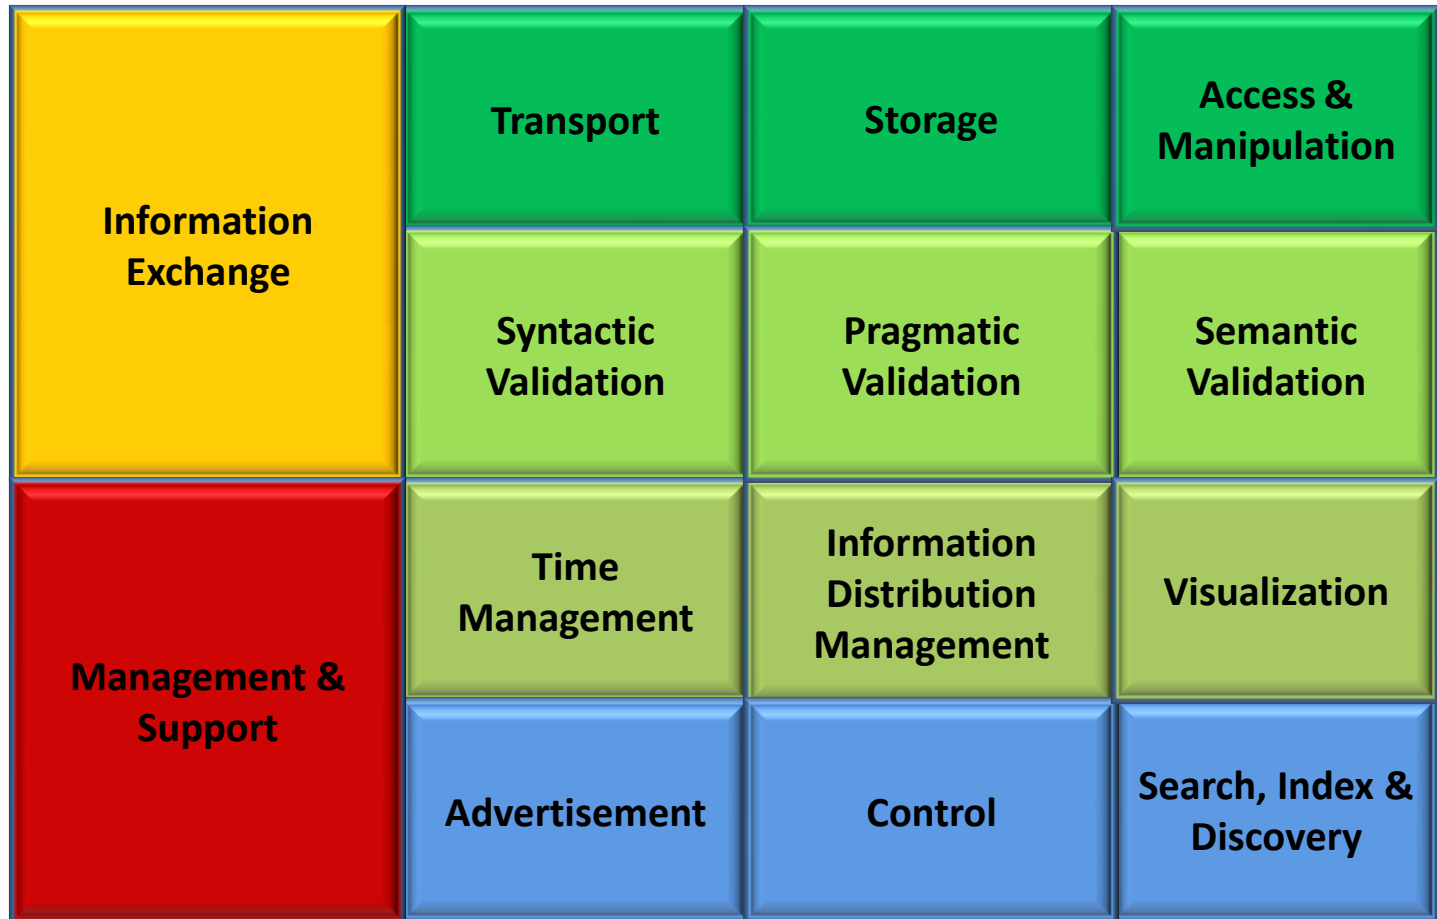 Information
Exchange
Transport
Storage
Access &
Manipulation
Syntactic
Validation
Pragmatic
Validation
Semantic
Validation
Management &
Support
Time
Management
Information
Distribution
Management
Visualization
Advertisement
Control
Search, Index &
Discovery